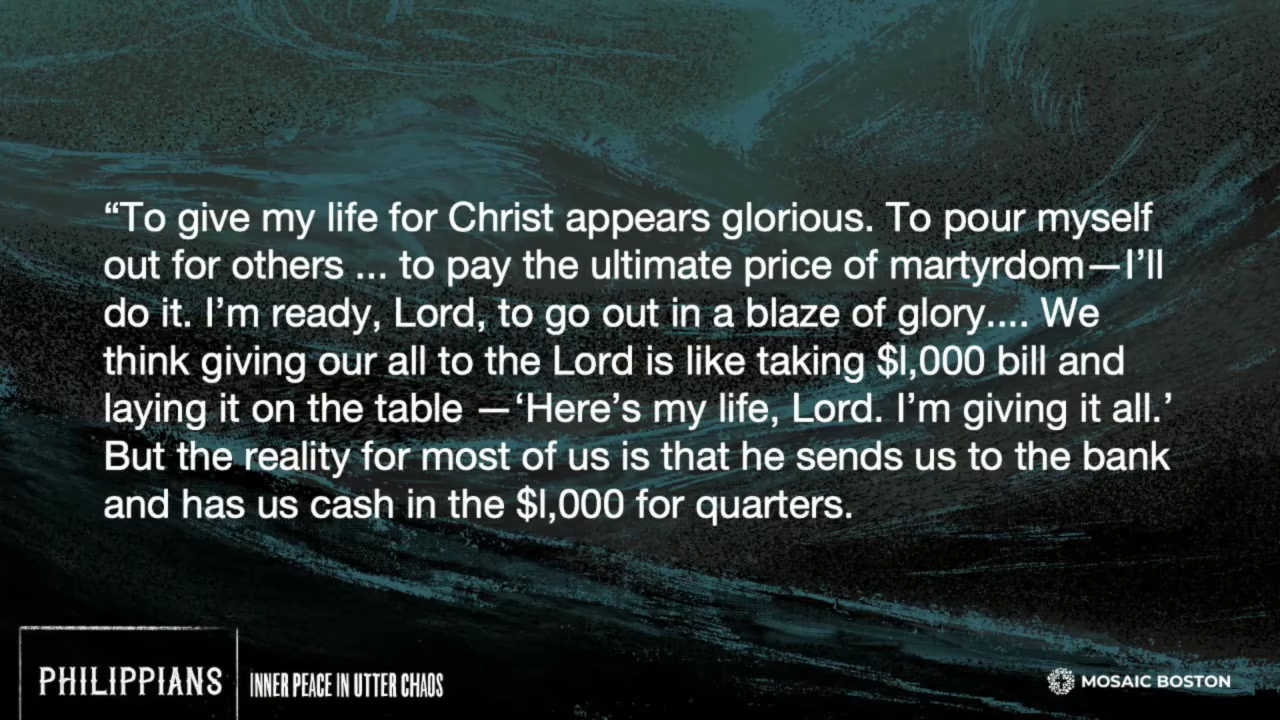 “To give my life for Christ appears glorious. To pour myself
out for others ... to pay the ultimate price of martyrdom—I’ll
do it. I’m ready, Lord, to go out in a blaze of glory.... We
think giving our all to the Lord is like taking $l,000 bill and
laying it on the table —‘Here’s my life, Lord. I’m giving it all.’
But the reality for most of us is that he sends us to the bank
and has us cash in the $l,000 for quarters.
PHILIPPIANS
INNER PEACE IN UTTER CHAOS
MOSAIC BOSTON